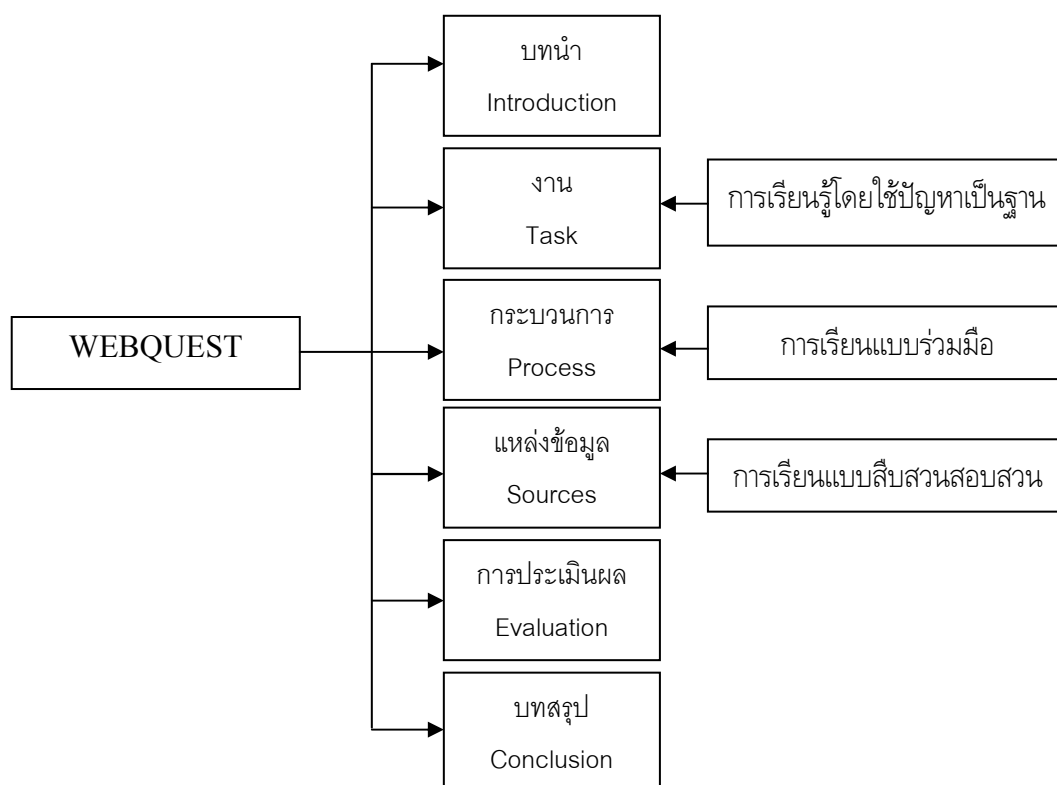 บทนำ
Introduction
งาน
Task
การเรียนรู้โดยใช้ปัญหาเป็นฐาน
WEBQUEST
กระบวนการ
Process
การเรียนแบบร่วมมือ
แหล่งข้อมูล
Sources
การเรียนแบบสืบสวนสอบสวน
การประเมินผล
Evaluation
บทสรุป
Conclusion